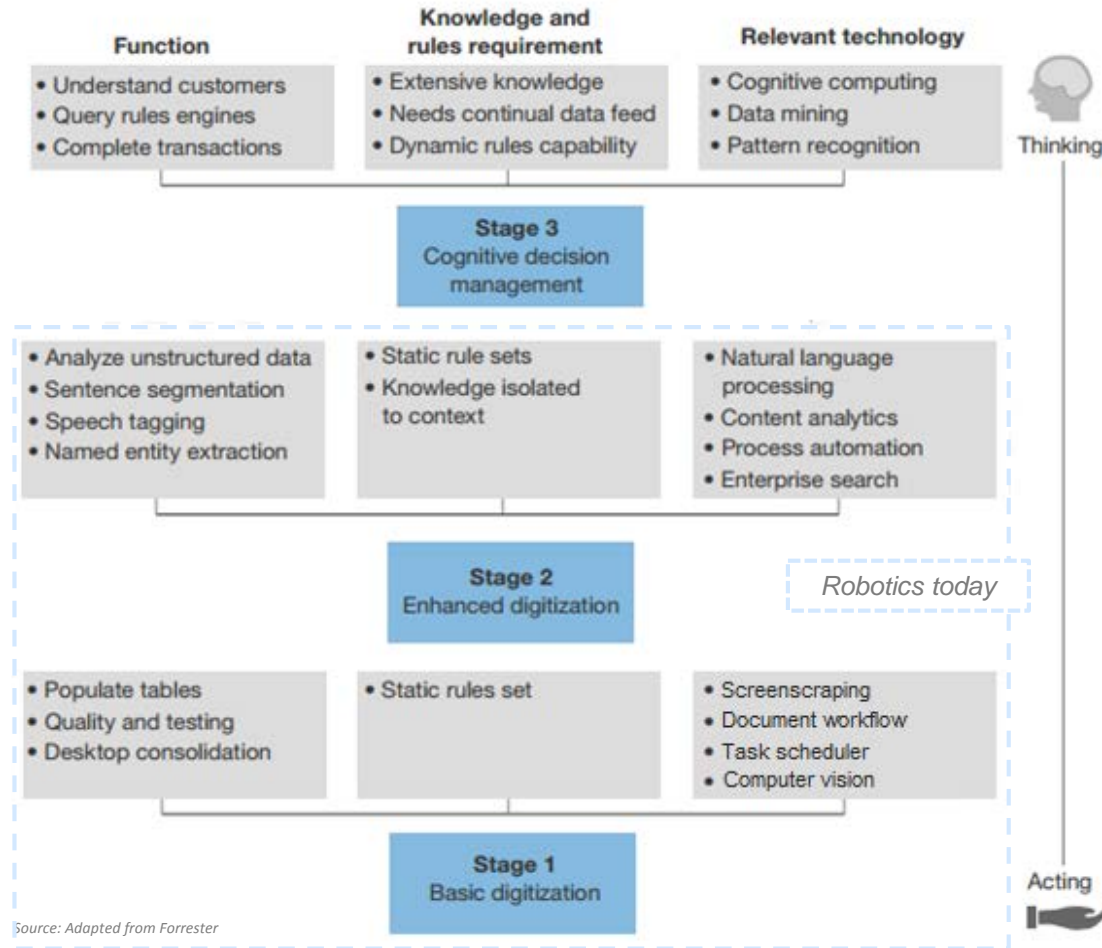 Function
Knowledge and
rules requirement
Relevant technology
• Understand customers
• Query rules engines
• Complete transactions
• Extensive knowledge
• Needs continual data feed
• Dynamic rules capability
• Cognitive computing
• Data mining
• Pattern recognition
Thinking
Stage 3
Cognitive decision
management
• Analyze unstructured data
• Sentence segmentation
• Speech tagging
• Named entity extraction
• Static rule sets
• Knowledge isolated
to context
• Natural language
processing
• Content analytics
• Process automation
• Enterprise search
Stage 2
Enhanced digitization
Robotics today
• Populate tables
• Quality and testing
• Desktop consolidation
• Static rules set
• Screenscraping
• Document workflow
• Task scheduler
• Computer vision
Stage 1
Basic digitization
Acting
Source: Adapted from Forrester